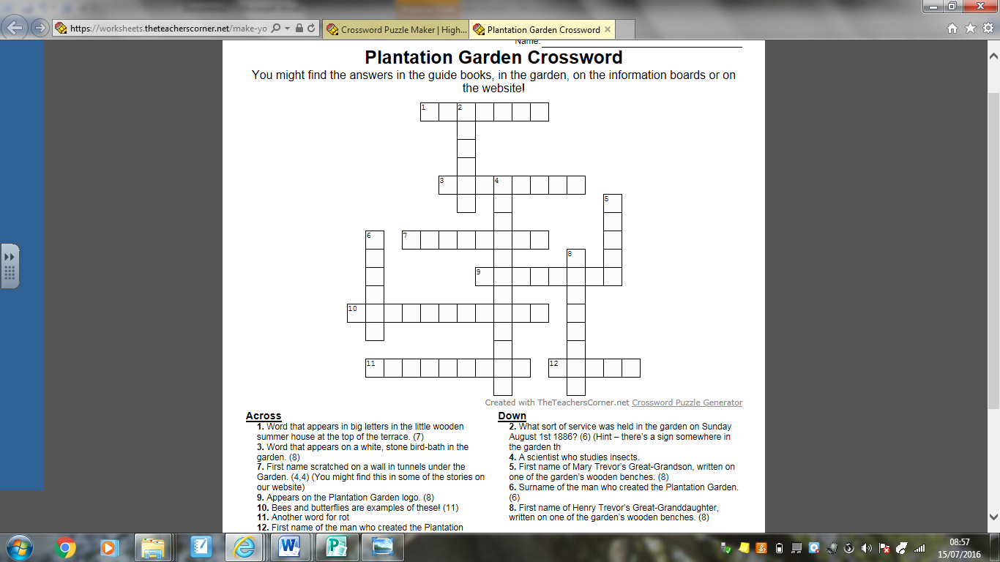 https://worksheets.theteacherscorner.net/make-yo
Crossword Puzzle Maker | High...
Plantation Garden Crossword
Name:
Plantation Garden Crossword
You might find the answers in the guide books, in the garden, on the information boards or on
the website!
1
2
3
4
5
6
7
8
9
10
11
12
Created with TheTeachersCorner.net Crossword Puzzle Generator
Across
1. Word that appears in big letters in the little wooden
summer house at the top of the terrace. (7)
3. Word that appears on a white, stone bird-bath in the
garden. (8)
7. First name scratched on a wall in tunnels under the
Garden. (4,4) (You might find this in some of the stories on
our website)
9. Appears on the Plantation Garden logo. (8)
10. Bees and butterflies are examples of these! (11)
11. Another word for rot
12. First name of the man who created the Plantation
Down
2. What sort of service was held in the garden on Sunday
August 1st 1886? (6) (Hint – there's a sign somewhere in
the garden th
4. A scientist who studies insects.
5. First name of Mary Trevor's Great-Grandson, written on
one of the garden's wooden benches. (8)
6. Surname of the man who created the Plantation Garden.
(6)
8. First name of Henry Trevor's Great-Granddaughter,
written on one of the garden's wooden benches. (8)
08:57
15/07/2016